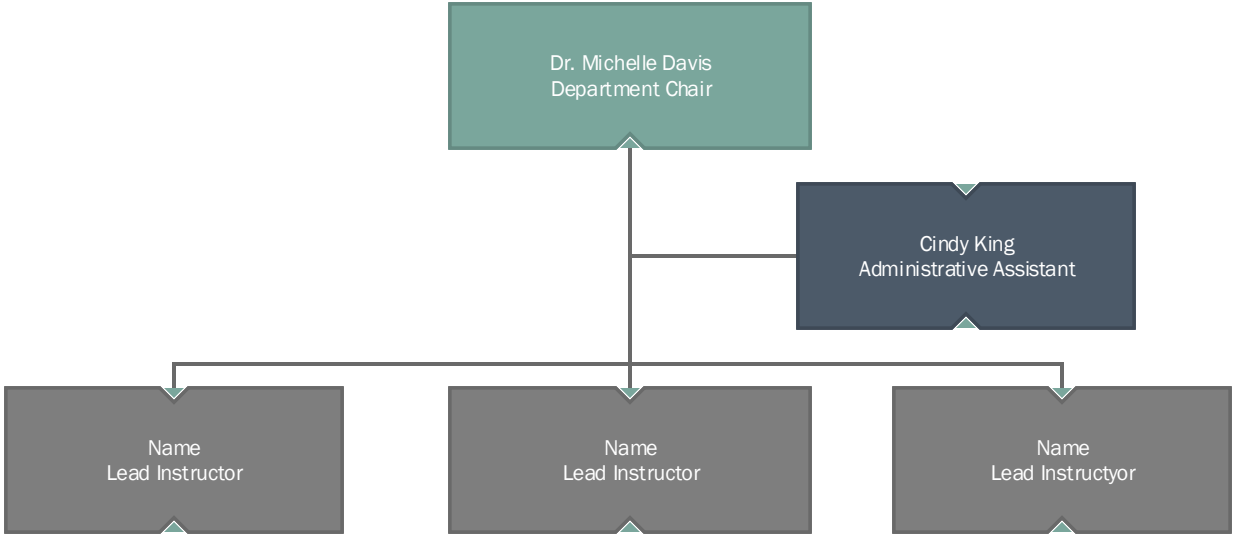 Dr. Michelle Davis
Department Chair
Cindy King
Administrative Assistant
Name
Lead Instructor
Name
Lead Instructor
Name
Lead Instructyor